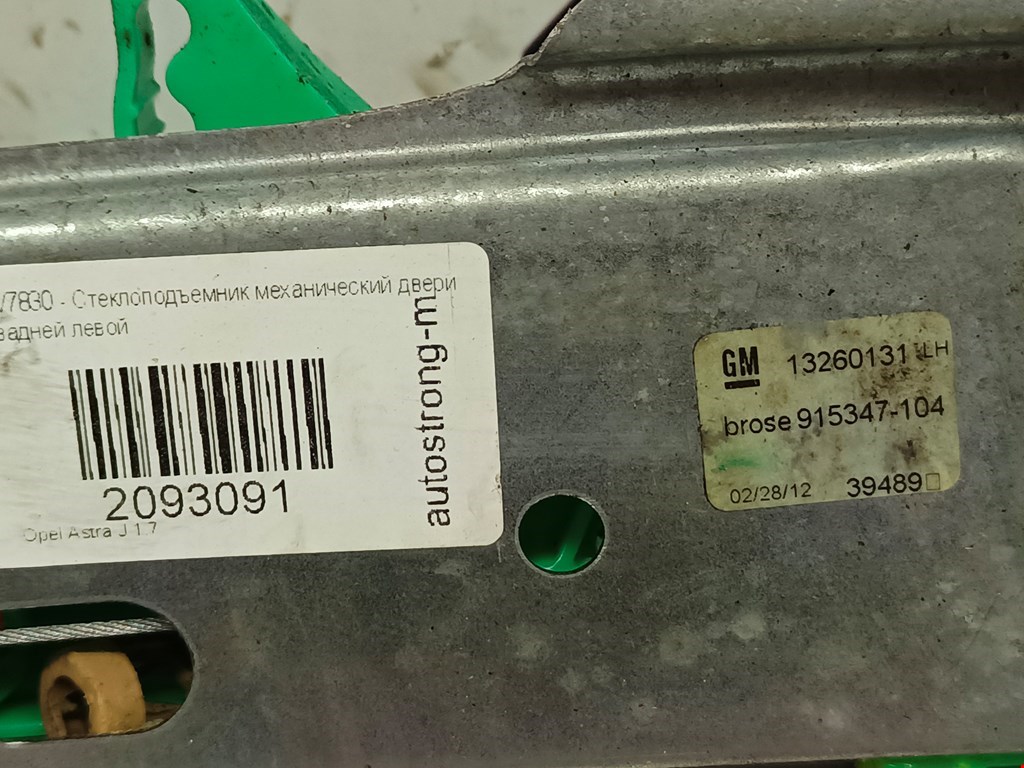 /7830 - Стеклоподъемник механический двери
задней левой
autostrong-m
2093091
Opel Astra J 1.7
GM 13260131 LH
brose 915347-104
02/28/12 39489